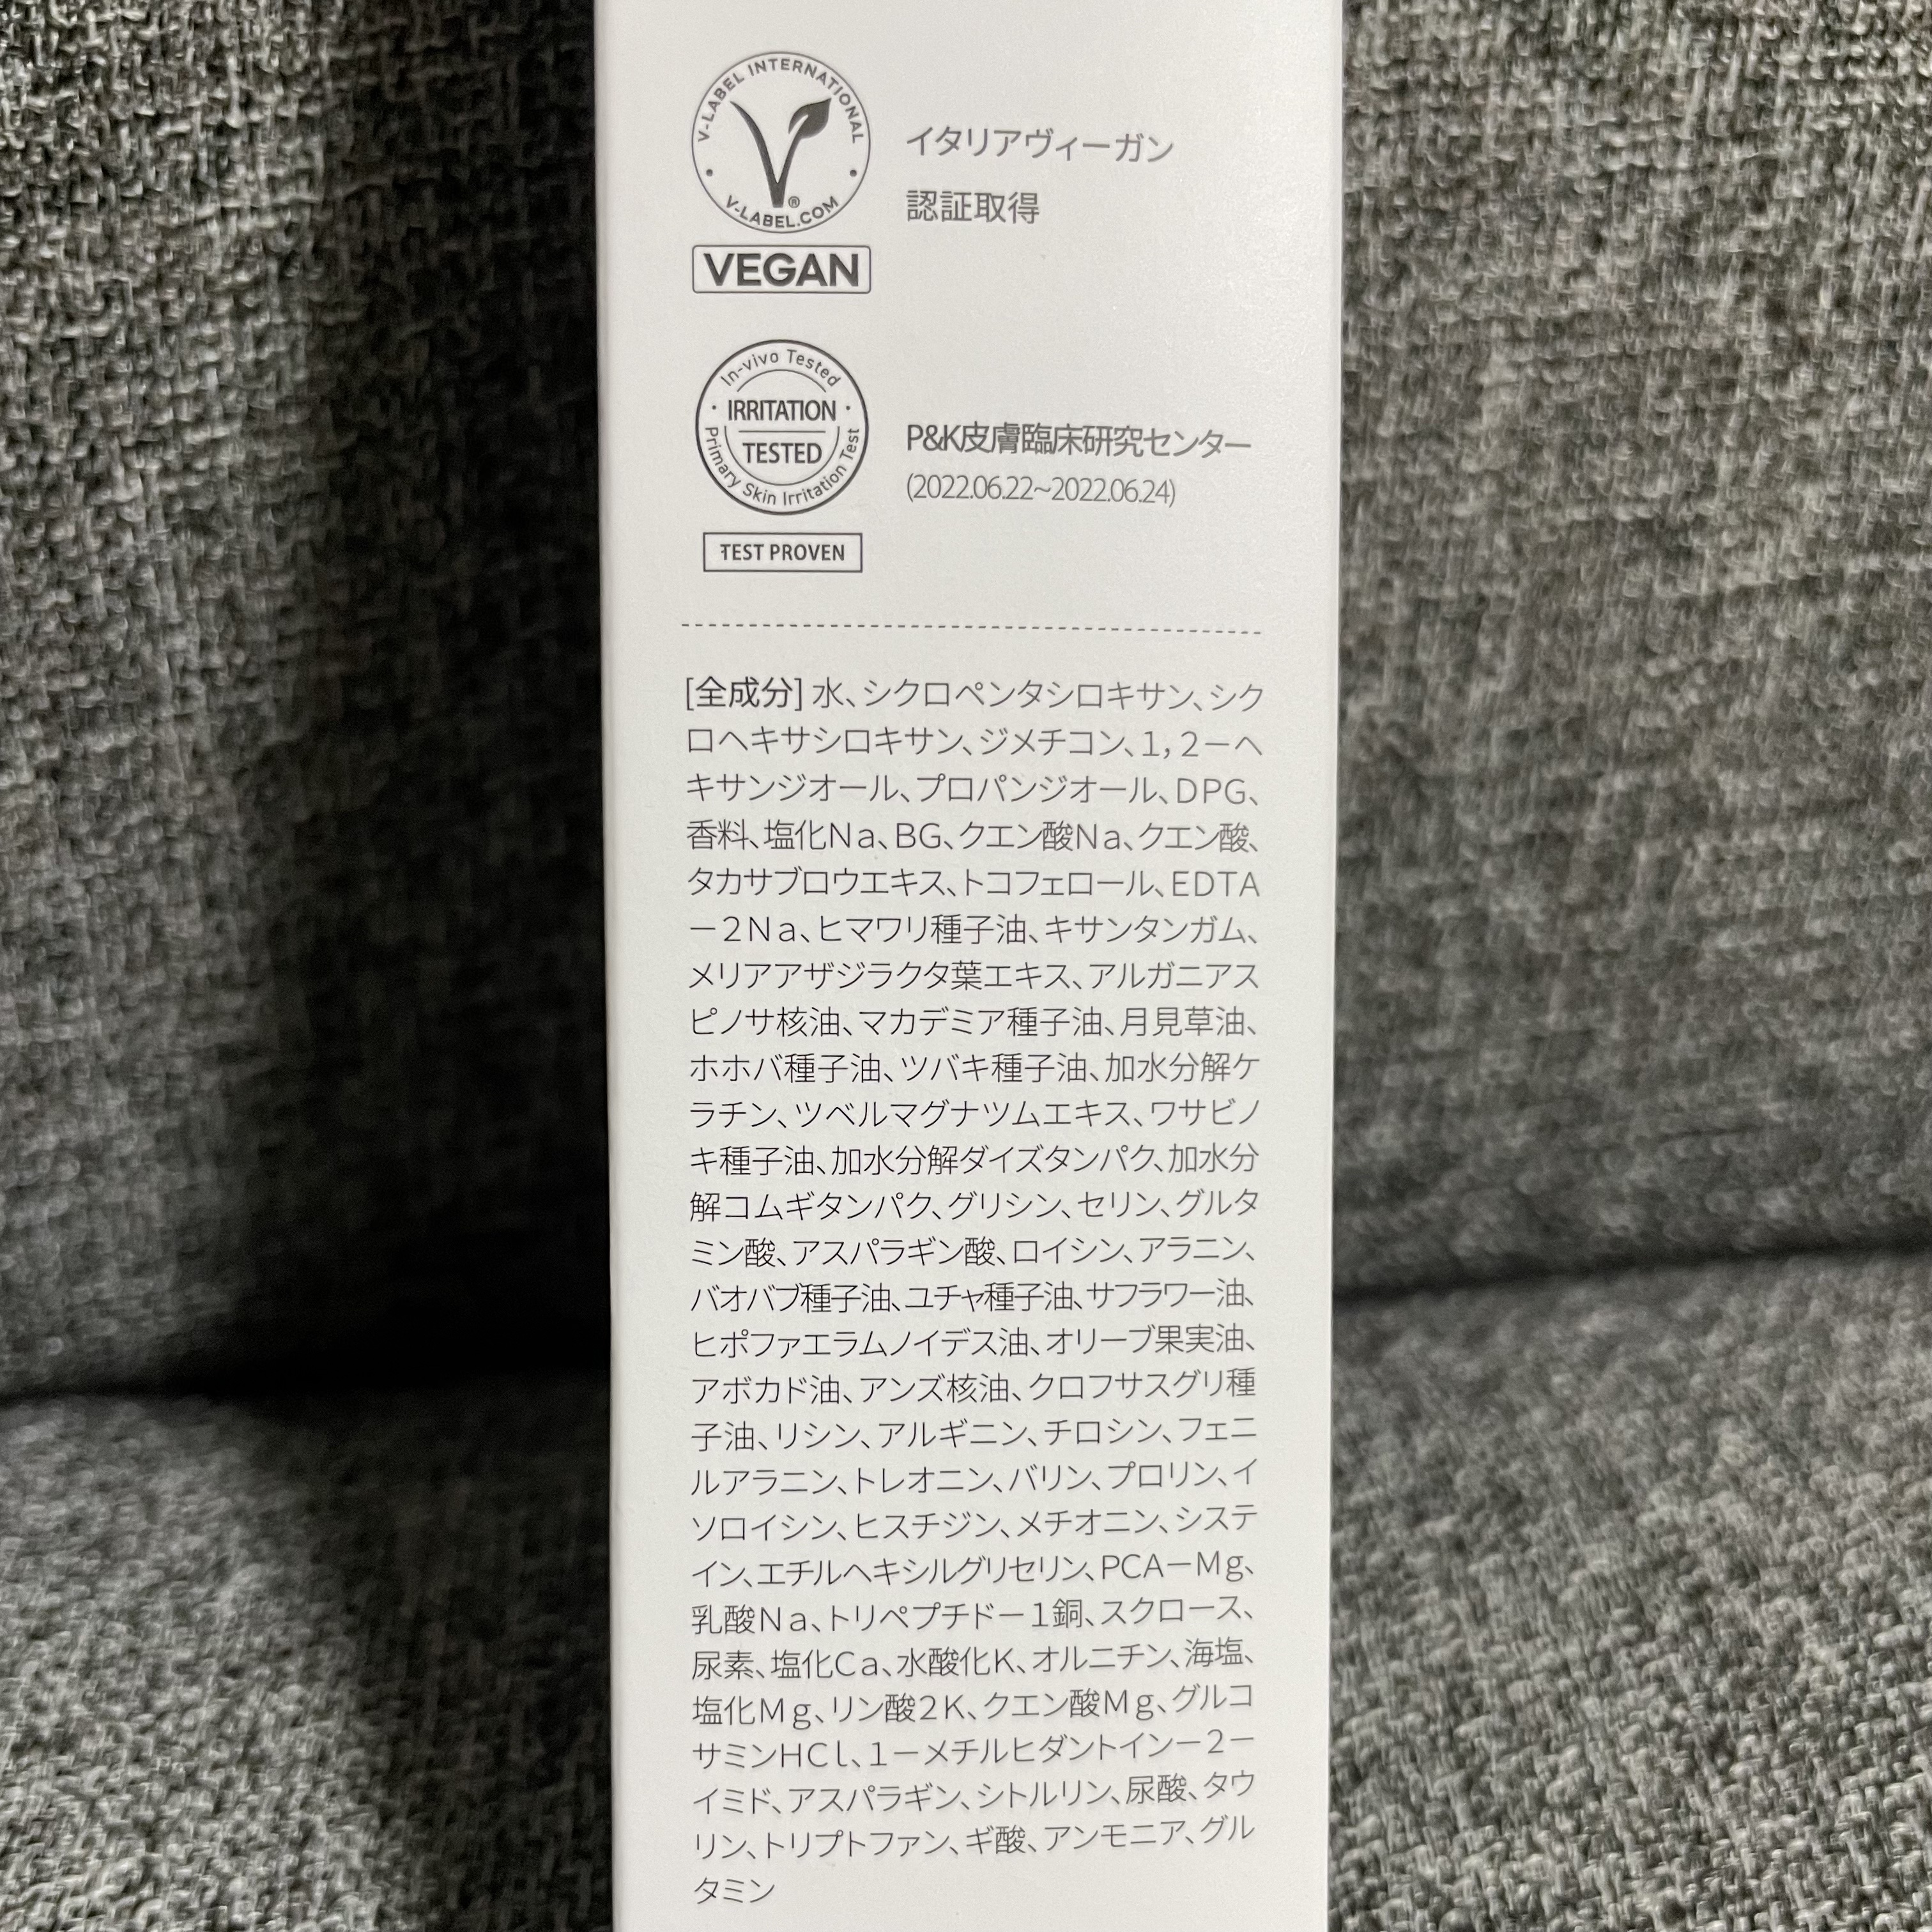 V-LABEL INTERNATIONAL
V-LABEL.COM
®
VEGAN
イタリアヴィーガン
認証取得
In-vivo Tested
IRRITATION
TESTED
Primary Skin Irritation Test
TEST PROVEN
P&K皮膚臨床研究センター
(2022.06.22~2022.06.24)
[全成分] 水、シクロペンタシロキサン、シク
ロヘキサシロキサン、ジメチコン、1，2－ヘ
キサンジオール、プロパンジオール、DPG、
香料、塩化Na、BG、クエン酸Na、クエン酸、
タカサブロウエキス、トコフェロール、EDTA
－2Na、ヒマワリ種子油、キサンタンガム、
メリアアザジラクタ葉エキス、アルガニアス
ピノサ核油、マカデミア種子油、月見草油、
ホホバ種子油、ツバキ種子油、加水分解ケ
ラチン、ツベルマグナツムエキス、ワサビノ
キ種子油、加水分解ダイズタンパク、加水分
解コムギタンパク、グリシン、セリン、グルタ
ミン酸、アスパラギン酸、ロイシン、アラニン、
バオバブ種子油、ユチャ種子油、サフラワー油、
ヒポファエラムノイデス油、オリーブ果実油、
アボカド油、アンズ核油、クロフサスグリ種
子油、リシン、アルギニン、チロシン、フェニ
ルアラニン、トレオニン、バリン、プロリン、イ
ソロイシン、ヒスチジン、メチオニン、システ
イン、エチルヘキシルグリセリン、PCA－Mg、
乳酸Na、トリペプチド－1銅、スクロース、
尿素、塩化Ca、水酸化K、オルニチン、海塩、
塩化Mg、リン酸2K、クエン酸Mg、グルコ
サミンHCl、1－メチルヒダントイン－2－
イミド、アスパラギン、シトルリン、尿酸、タウ
リン、トリプトファン、ギ酸、アンモニア、グル
タミン